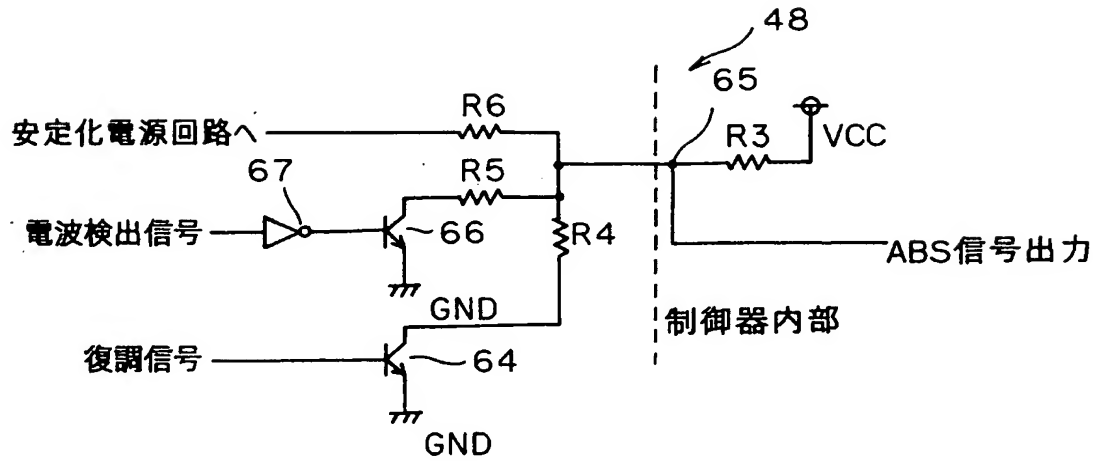 48
65
R6
安定化電源回路へ
R3
VCC
67
R5
電波検出信号
66
R4
ABS信号出力
GND
制御器内部
復調信号
64
GND